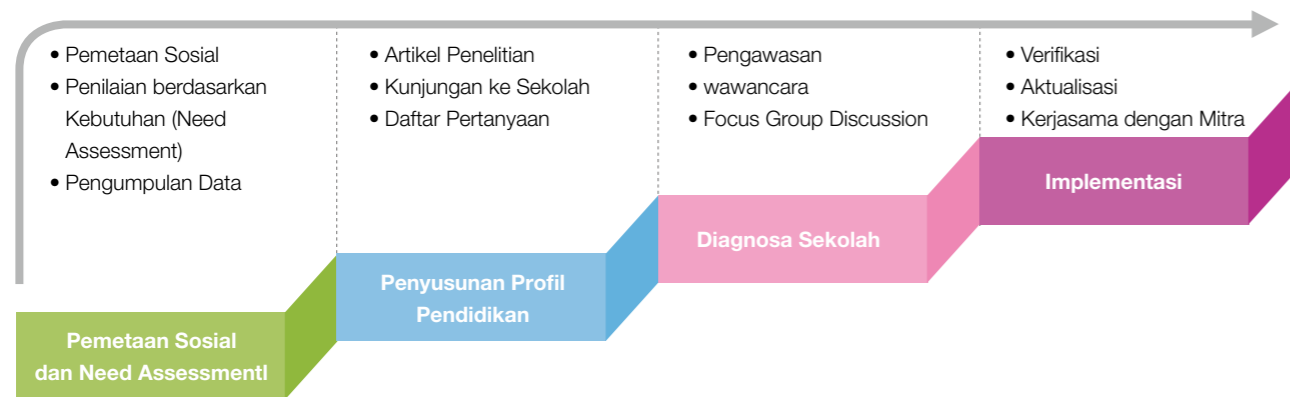 • Pemetaan Sosial
• Penilaian berdasarkan
Kebutuhan (Need
Assessment)
• Pengumpulan Data
Pemetaan Sosial
dan Need Assessmentl
• Artikel Penelitian
• Kunjungan ke Sekolah
• Daftar Pertanyaan
Penyusunan Profil
Pendidikan
• Pengawasan
• wawancara
• Focus Group Discussion
Diagnosa Sekolah
• Verifikasi
• Aktualisasi
• Kerjasama dengan Mitra
Implementasi